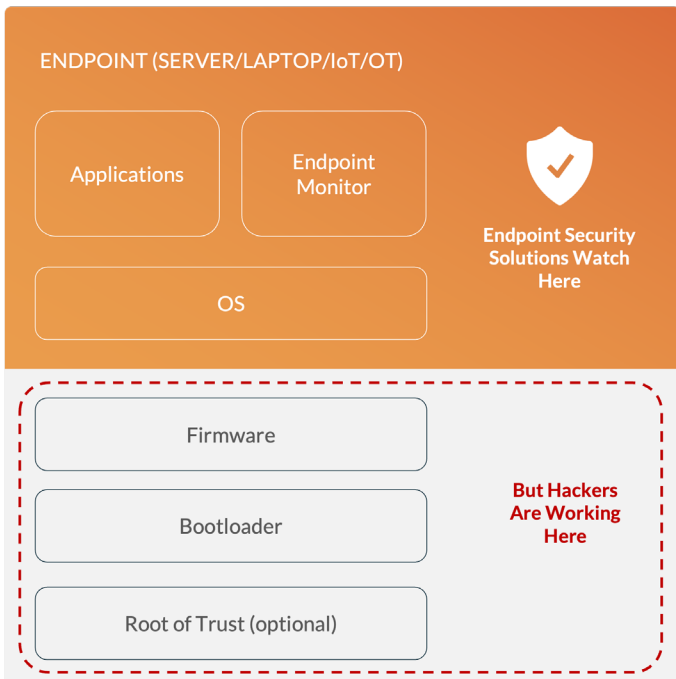 ENDPOINT (SERVER/LAPTOP/IoT/OT)
Applications
Endpoint
Monitor
Endpoint Security
Solutions Watch
Here
OS
Firmware
Bootloader
But Hackers
Are Working
Here
Root of Trust (optional)